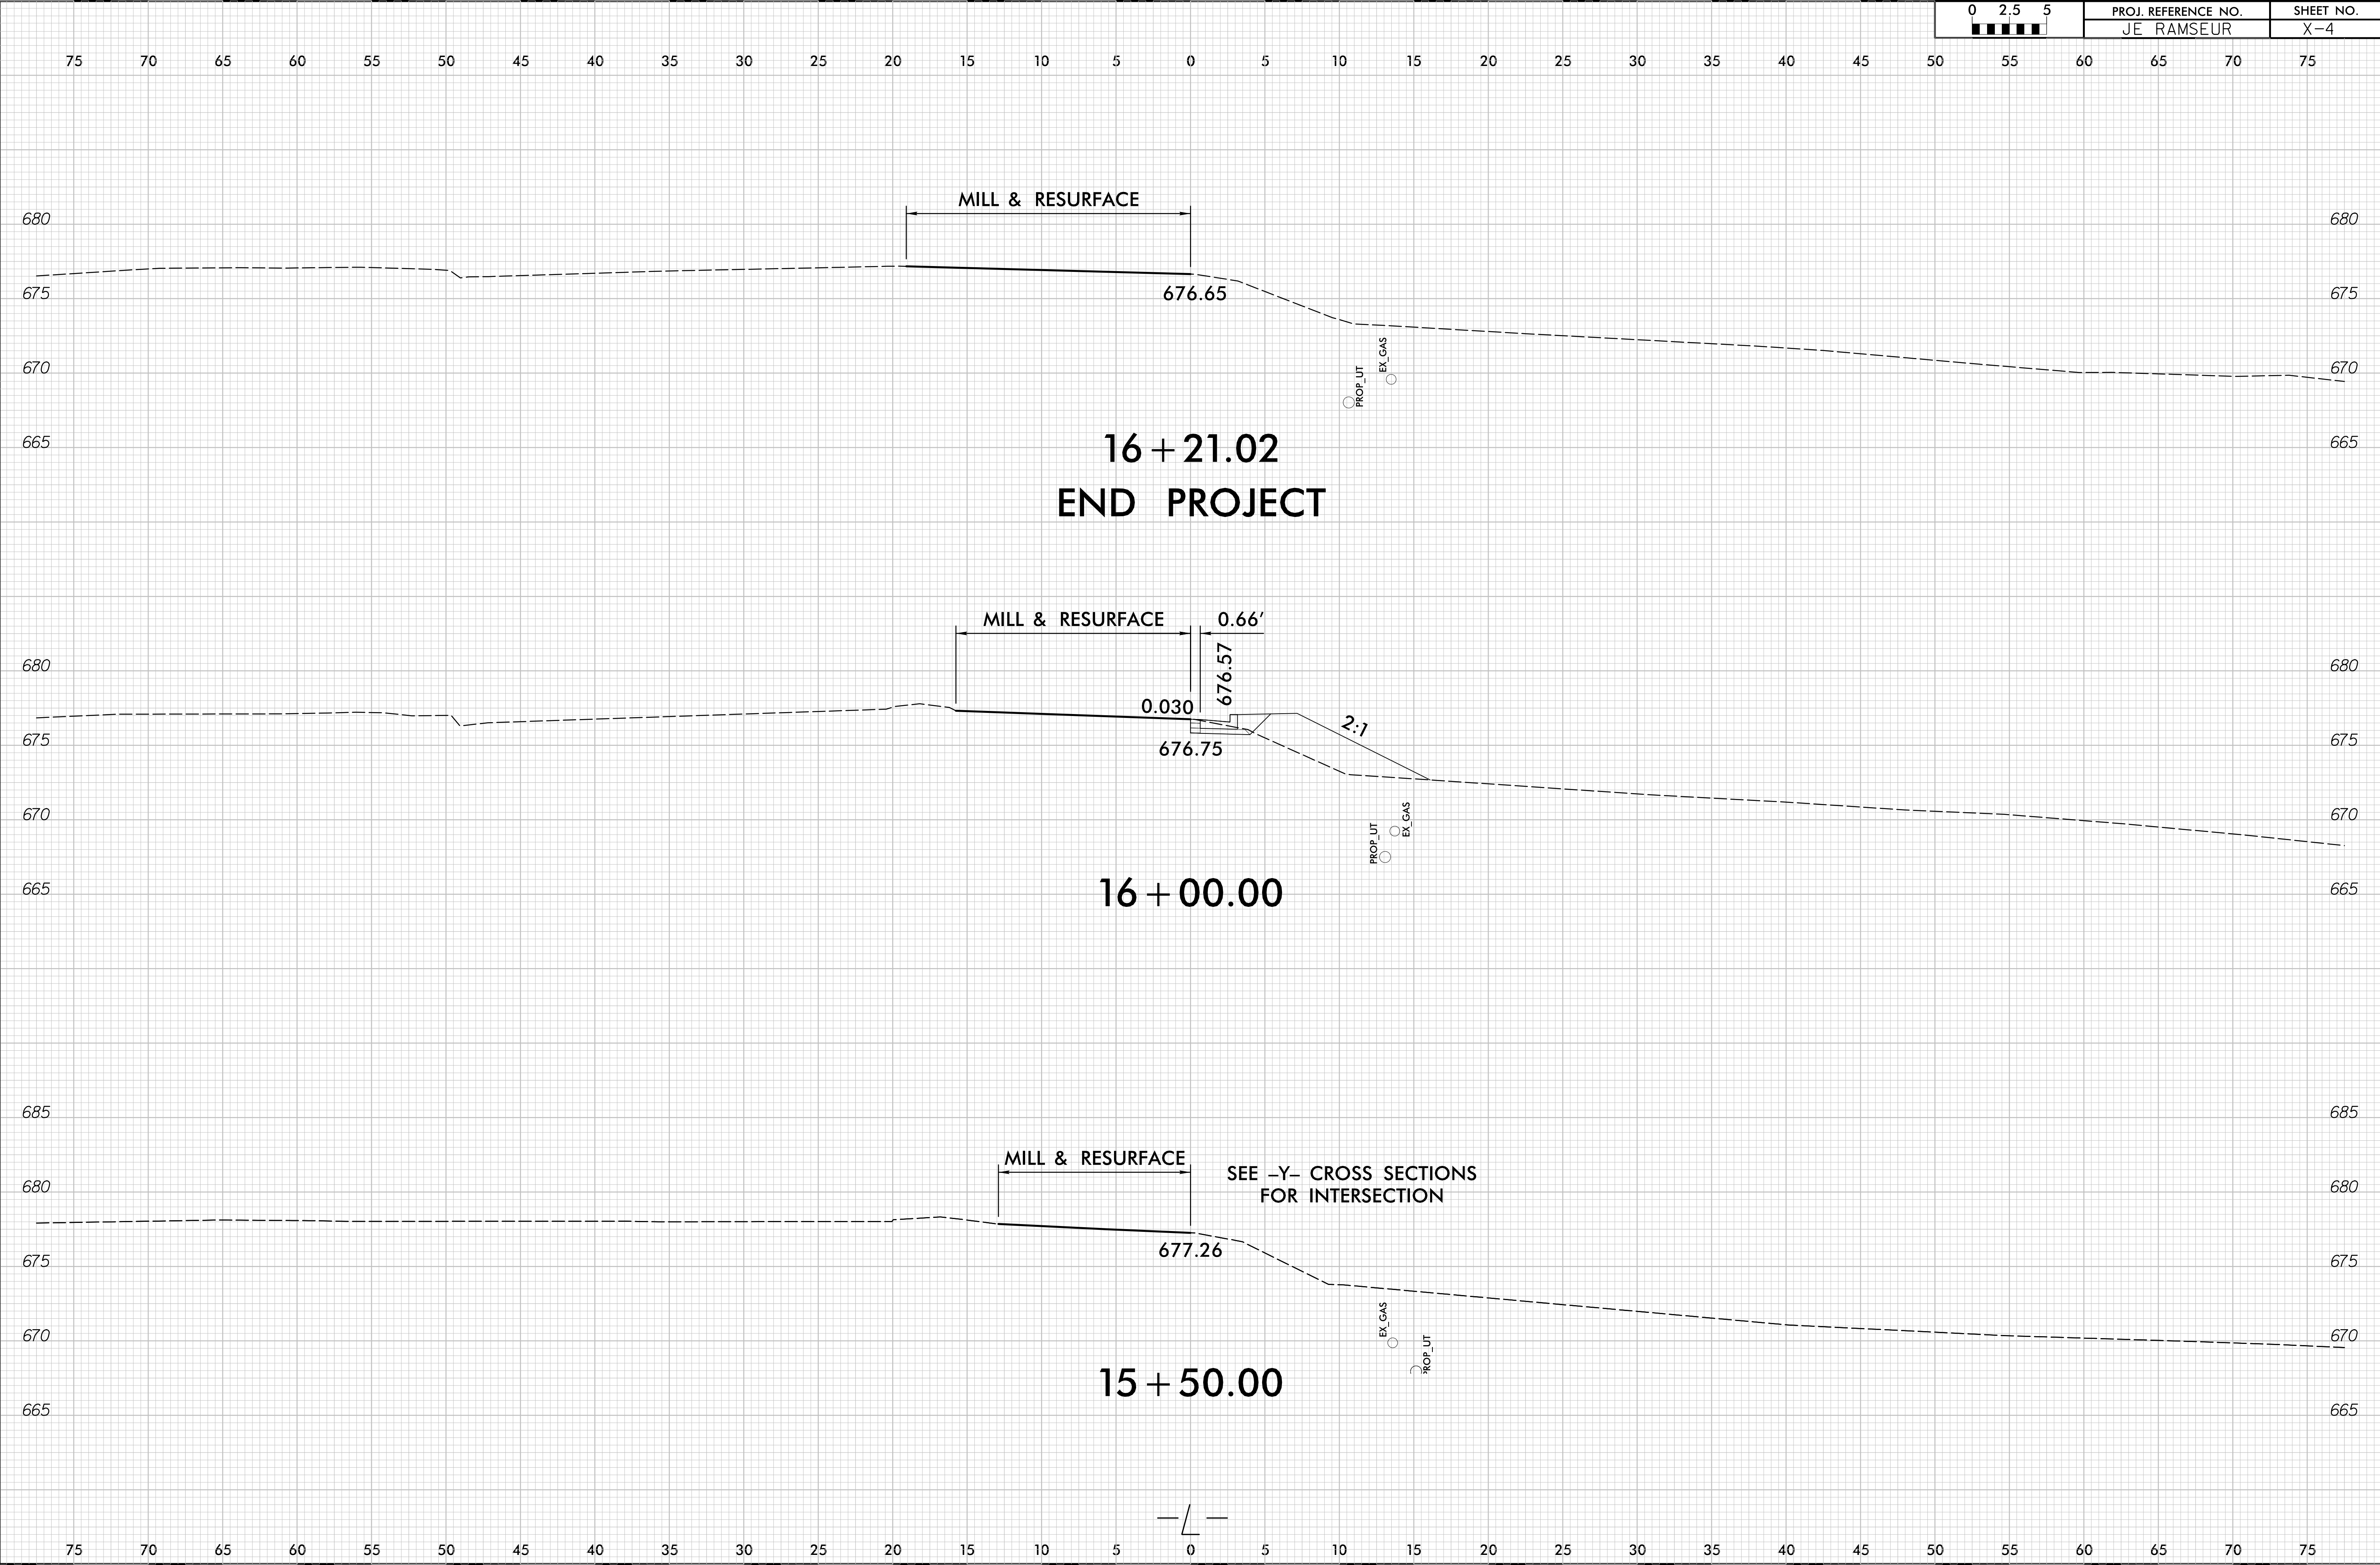 0 2.5 5
PROJ. REFERENCE NO. SHEET NO.
JE RAMSEUR X-4
75 70 65 60 55 50 45 40 35 30 25 20 15 10 5 0 5 10 15 20 25 30 35 40 45 50 55 60 65 70 75
MILL & RESURFACE
680 680
675 676.65 675
EX_GAS
670 PROP_UT 670
665 16+21.02 665
END PROJECT
MILL & RESURFACE 0.66'
676.57
680 680
0.030
2:1
675 676.75 675
EX_GAS
670 670
PROP_UT
665 16+00.00 665
685 685
MILL & RESURFACE SEE -Y- CROSS SECTIONS
680 FOR INTERSECTION 680
677.26
675 675
EX_GAS
670 670
ROP_UT
15+50.00
665 665
-L-
75 70 65 60 55 50 45 40 35 30 25 20 15 10 5 0 5 10 15 20 25 30 35 40 45 50 55 60 65 70 75